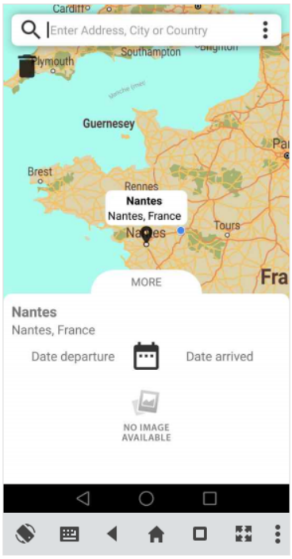 Cardiff
Enter Address, City or Country
Plymouth
Southampton
Brighton
Guernesey
Brest
Rennes
Nantes
Nantes, France
Nantes
Tours
MORE
Fra
Nantes
Nantes, France
Date departure
Date arrived
NO IMAGE
AVAILABLE